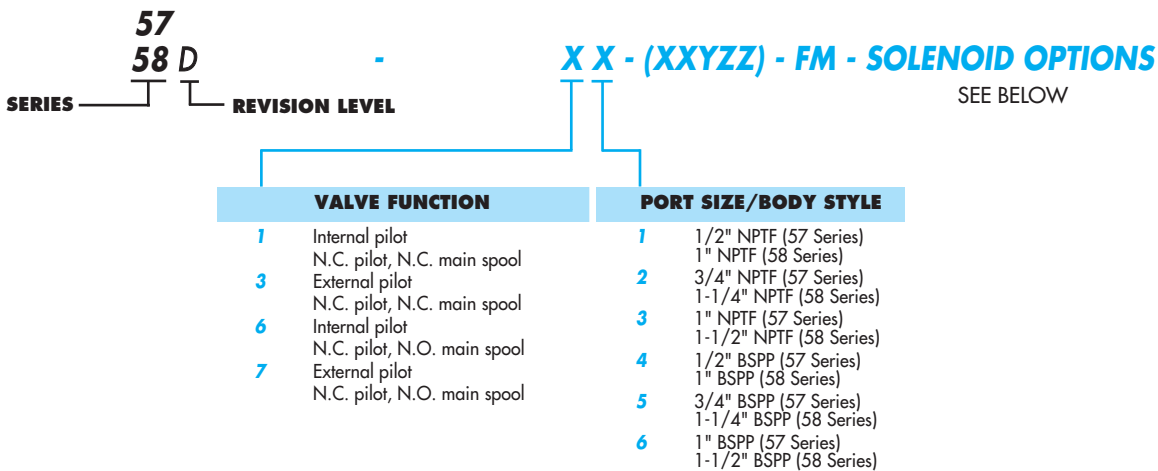 57
58 D - X X - (XXYZZ) - FM - SOLENOID OPTIONS
SEE BELOW
SERIES REVISION LEVEL
VALVE FUNCTION
1 Internal pilot
N.C. pilot, N.C. main spool
3 External pilot
N.C. pilot, N.C. main spool
6 Internal pilot
N.C. pilot, N.O. main spool
7 External pilot
N.C. pilot, N.O. main spool
PORT SIZE/BODY STYLE
1 1/2" NPTF (57 Series)
1" NPTF (58 Series)
2 3/4" NPTF (57 Series)
1-1/4" NPTF (58 Series)
3 1" NPTF (57 Series)
1-1/2" NPTF (58 Series)
4 1/2" BSPP (57 Series)
1" BSPP (58 Series)
5 3/4" BSPP (57 Series)
1-1/4" BSPP (58 Series)
6 1" BSPP (57 Series)
1-1/2" BSPP (58 Series)